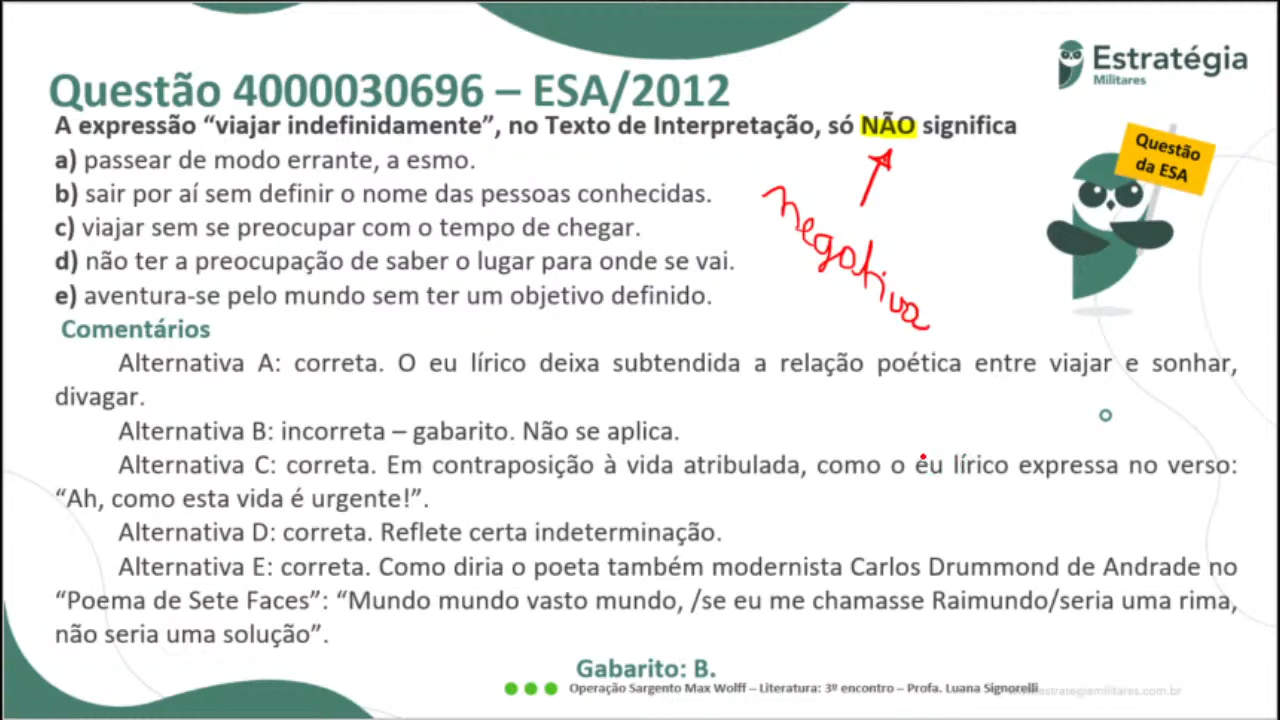 Estratégia
Militares
Questão 4000030696 – ESA/2012
Questão
da ESA
A expressão “viajar indefinidamente”, no Texto de Interpretação, só NÃO significa
a) passear de modo errante, a esmo.
b) sair por aí sem definir o nome das pessoas conhecidas.
c) viajar sem se preocupar com o tempo de chegar.
d) não ter a preocupação de saber o lugar para onde se vai.
e) aventura-se pelo mundo sem ter um objetivo definido.
negativa
Comentários
Alternativa A: correta. O eu lírico deixa subtendida a relação poética entre viajar e sonhar,
divagar.
Alternativa B: incorreta – gabarito. Não se aplica.
Alternativa C: correta. Em contraposição à vida atribulada, como o eu lírico expressa no verso:
“Ah, como esta vida é urgente!”.
Alternativa D: correta. Reflete certa indeterminação.
Alternativa E: correta. Como diria o poeta também modernista Carlos Drummond de Andrade no
“Poema de Sete Faces”: “Mundo mundo vasto mundo, /se eu me chamasse Raimundo/seria uma rima,
não seria uma solução”.
Gabarito: B.
Operação Sargento Max Wolff – Literatura: 3º encontro – Profa. Luana Signorelli
estrategiamilitares.com.br